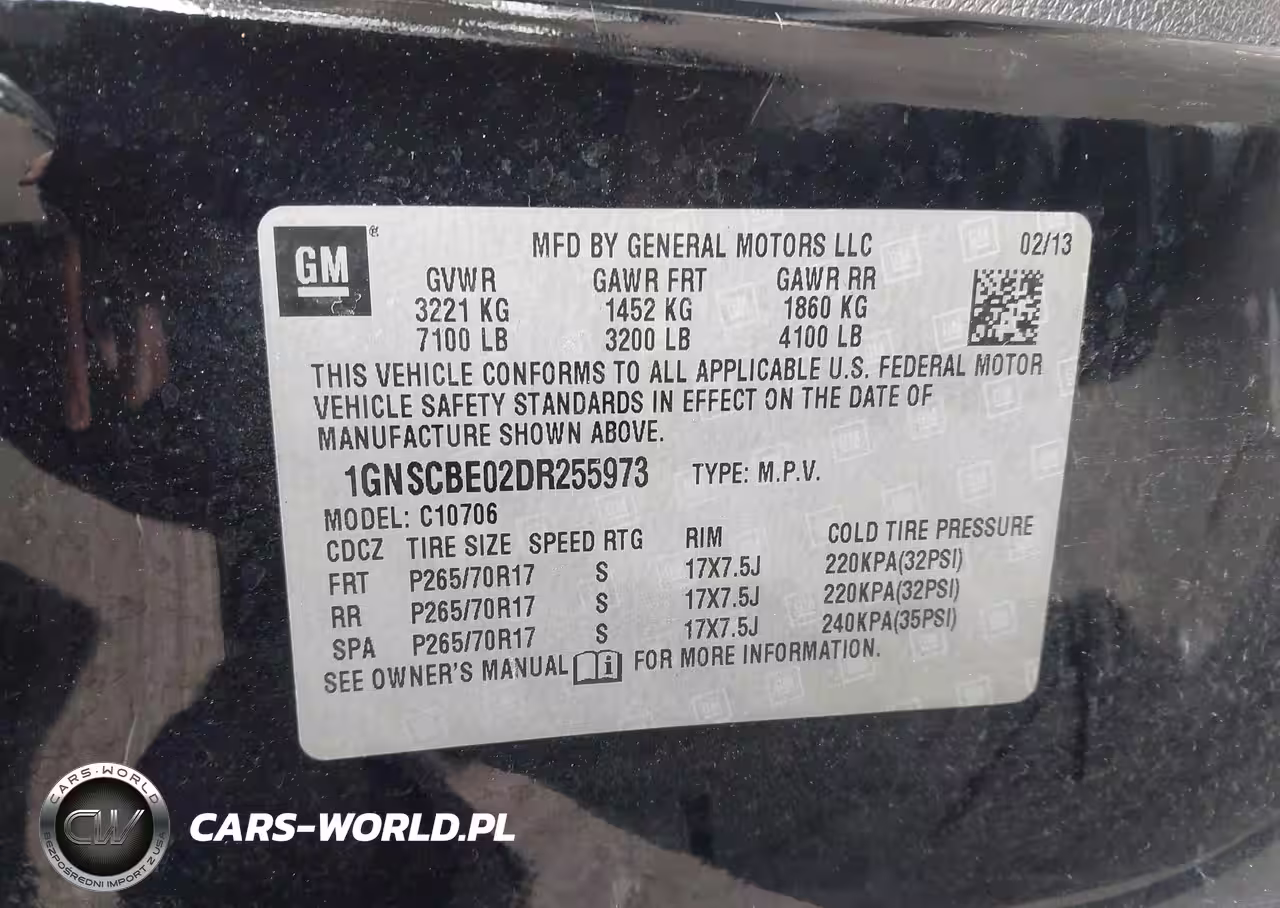 GM
MFD BY GENERAL MOTORS LLC 02/13
GVWR GAWR FRT GAWR RR
3221 KG 1452 KG 1860 KG
7100 LB 3200 LB 4100 LB
THIS VEHICLE CONFORMS TO ALL APPLICABLE U.S. FEDERAL MOTOR
VEHICLE SAFETY STANDARDS IN EFFECT ON THE DATE OF
MANUFACTURE SHOWN ABOVE.
1GNSCBE02DR255973 TYPE: M.P.V.
MODEL: C10706
CDCZ TIRE SIZE SPEED RTG RIM COLD TIRE PRESSURE
FRT P265/70R17 S 17X7.5J 220KPA(32PSI)
RR P265/70R17 S 17X7.5J 220KPA(32PSI)
SPA P265/70R17 S 17X7.5J 240KPA(35PSI)
SEE OWNER'S MANUAL FOR MORE INFORMATION.
CARS-WORLD
CW
BEZPOŚREDNI IMPORT Z USA
CARS-WORLD.PL